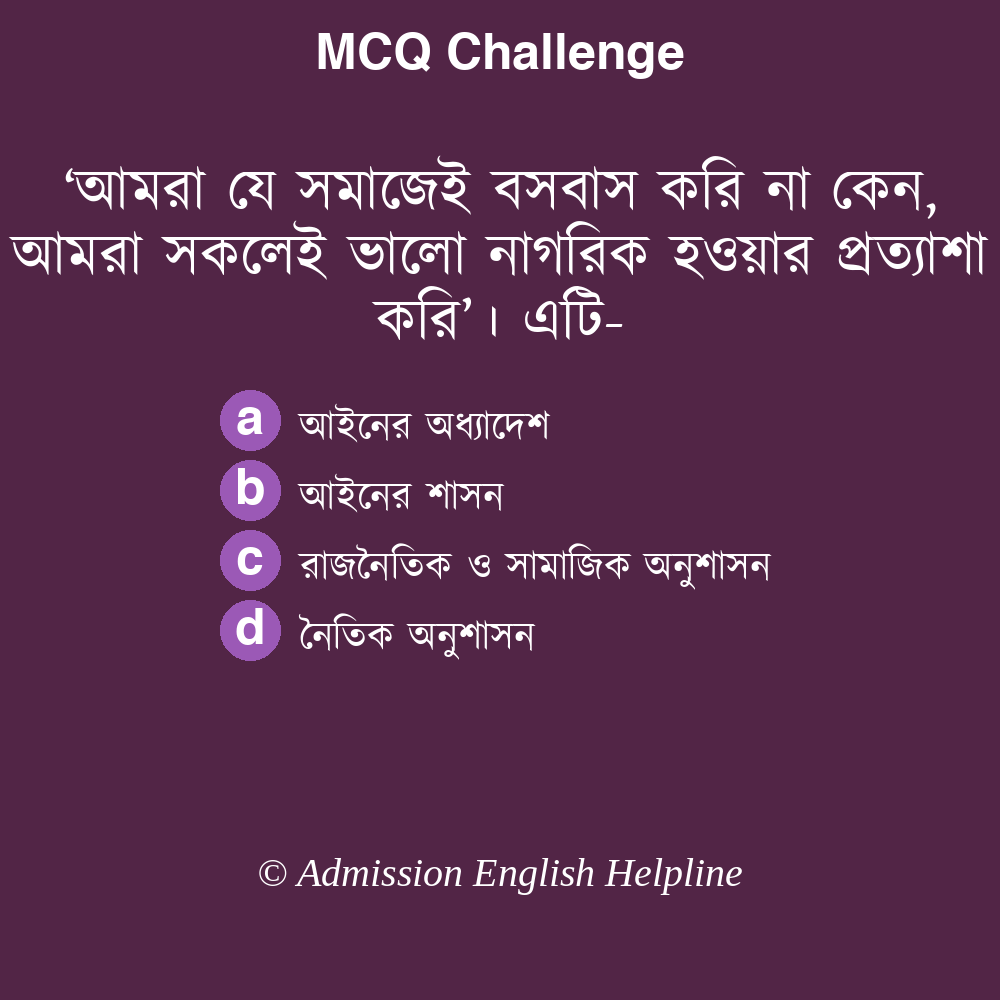 MCQ Challenge
‘আমরা যে সমাজেই বসবাস করি না কেন,
আমরা সকলেই ভালো নাগরিক হওয়ার প্রত্যাশা
করি’। এটি-
a আইনের অধ্যাদেশ
b আইনের শাসন
c রাজনৈতিক ও সামাজিক অনুশাসন
d নৈতিক অনুশাসন
© Admission English Helpline